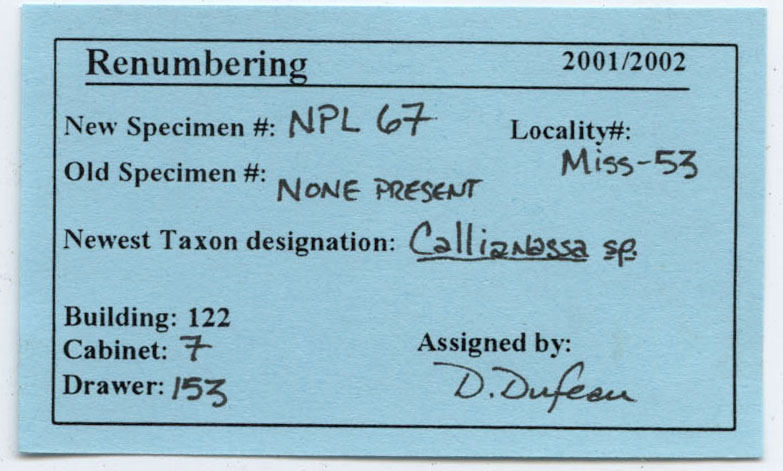 Renumbering 2001/2002
New Specimen #: NPL 67 Locality#:
Miss-53
Old Specimen #:
NONE PRESENT
Newest Taxon designation: Callianassa sp.
Building: 122
Cabinet: 7 Assigned by:
Drawer: 153 D. Dufeau